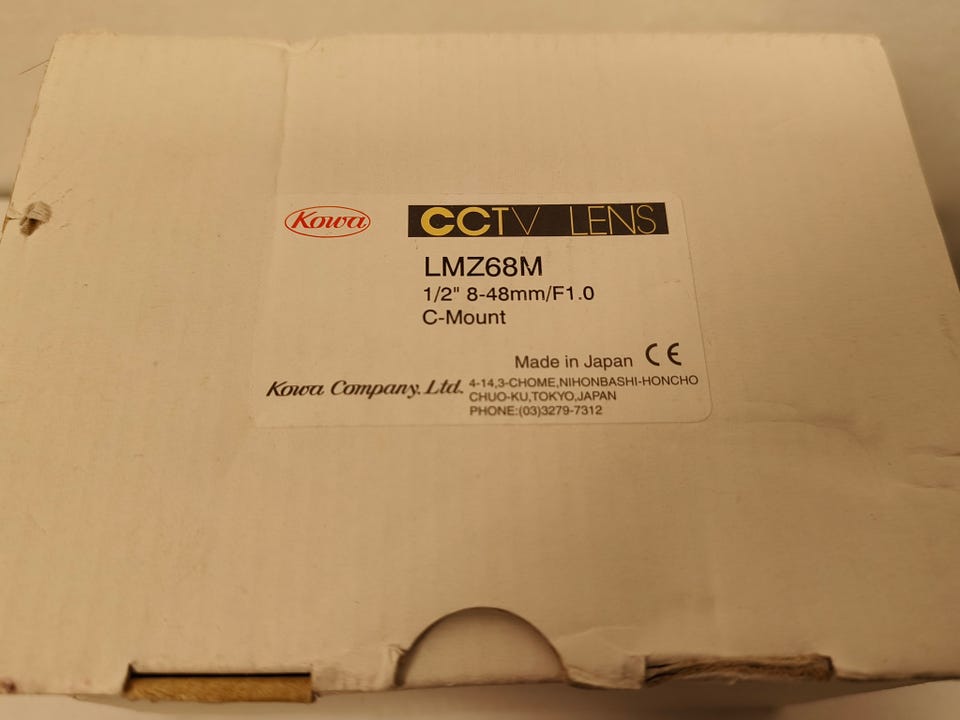 Kowa
CCTV LENS
LMZ68M
1/2" 8-48mm/F1.0
C-Mount
Made in Japan CE
Kowa Company, Ltd. 4-14,3-CHOME,NIHONBASHI-HONCHO
CHUO-KU,TOKYO,JAPAN
PHONE:(03)3279-7312